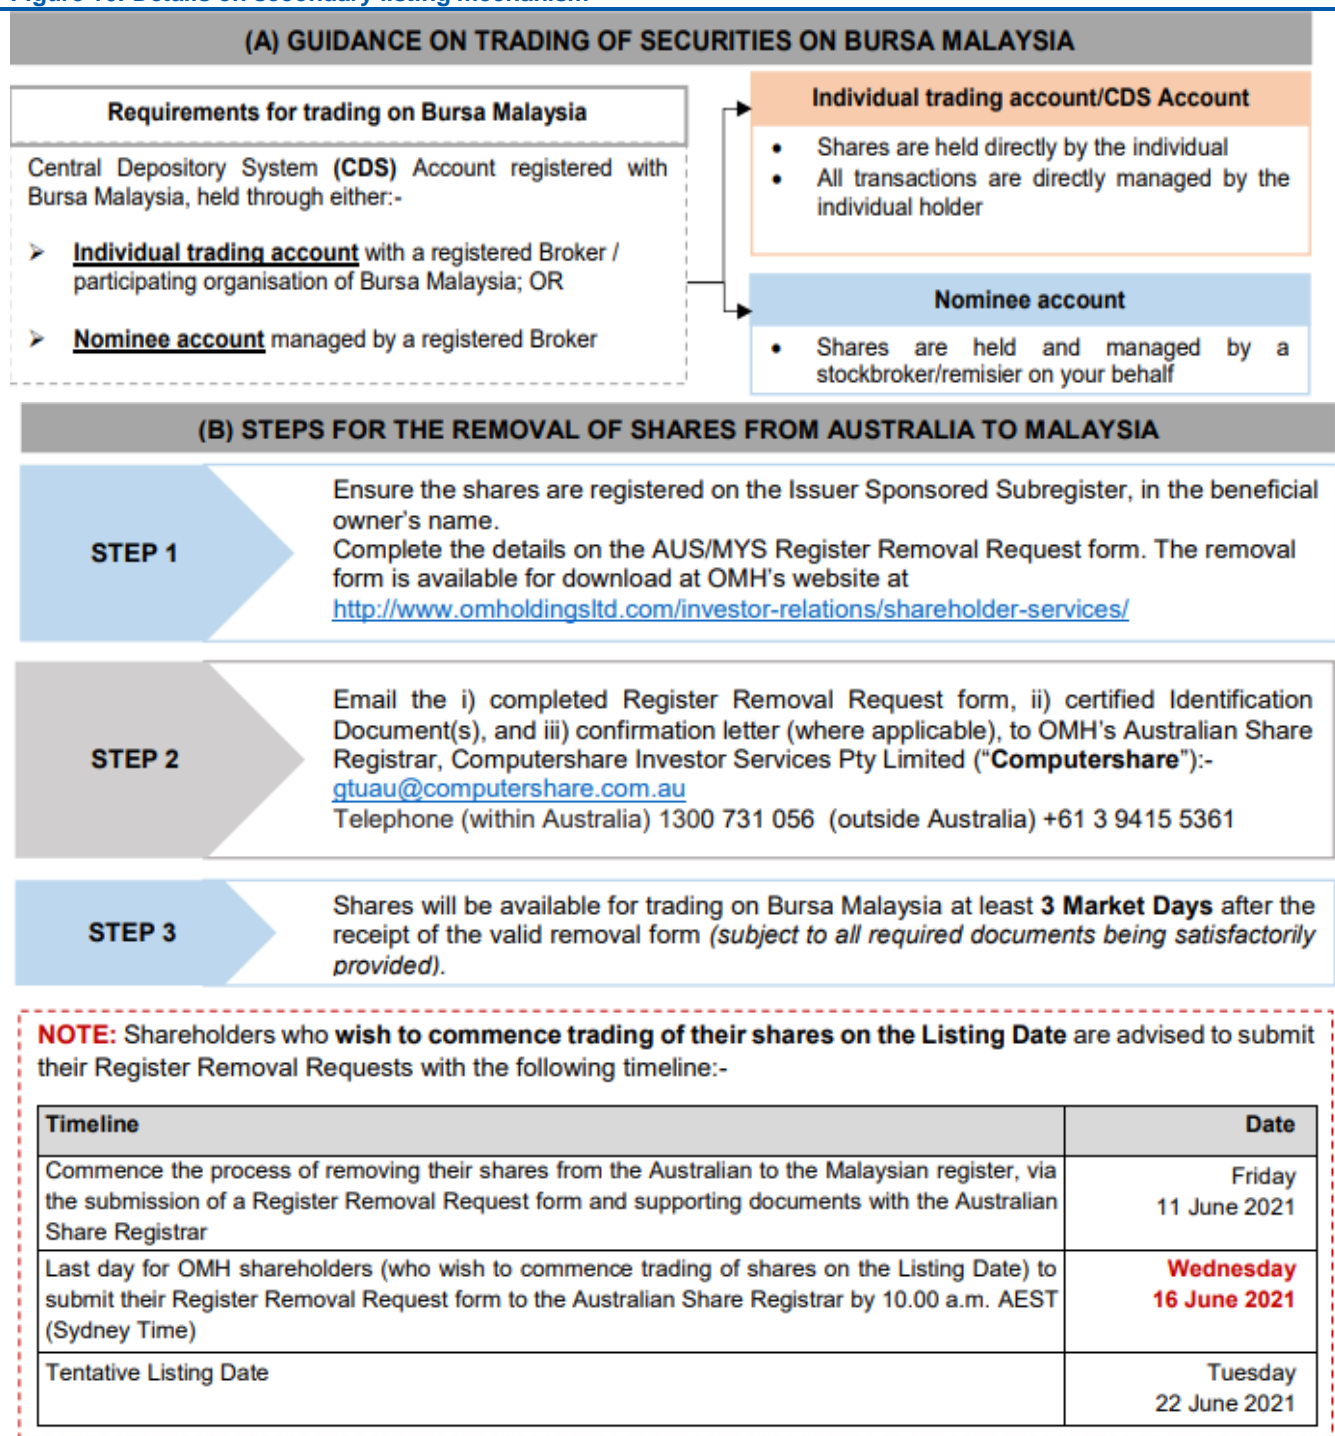 Figure 10: Details on secondary listing mechanism
(A) GUIDANCE ON TRADING OF SECURITIES ON BURSA MALAYSIA
Requirements for trading on Bursa Malaysia
Central Depository System (CDS) Account registered with
Bursa Malaysia, held through either:-
➢ Individual trading account with a registered Broker /
participating organisation of Bursa Malaysia; OR
➢ Nominee account managed by a registered Broker
Individual trading account/CDS Account
• Shares are held directly by the individual
• All transactions are directly managed by the
individual holder
Nominee account
• Shares are held and managed by a
stockbroker/remisier on your behalf
(B) STEPS FOR THE REMOVAL OF SHARES FROM AUSTRALIA TO MALAYSIA
STEP 1
Ensure the shares are registered on the Issuer Sponsored Subregister, in the beneficial
owner's name.
Complete the details on the AUS/MYS Register Removal Request form. The removal
form is available for download at OMH's website at
http://www.omholdingsltd.com/investor-relations/shareholder-services/
STEP 2
Email the i) completed Register Removal Request form, ii) certified Identification
Document(s), and iii) confirmation letter (where applicable), to OMH's Australian Share
Registrar, Computershare Investor Services Pty Limited ("Computershare"):-
gtuau@computershare.com.au
Telephone (within Australia) 1300 731 056 (outside Australia) +61 3 9415 5361
STEP 3
Shares will be available for trading on Bursa Malaysia at least 3 Market Days after the
receipt of the valid removal form (subject to all required documents being satisfactorily
provided).
NOTE: Shareholders who wish to commence trading of their shares on the Listing Date are advised to submit
their Register Removal Requests with the following timeline:-
Timeline Date
Commence the process of removing their shares from the Australian to the Malaysian register, via
the submission of a Register Removal Request form and supporting documents with the Australian
Share Registrar
Friday
11 June 2021
Last day for OMH shareholders (who wish to commence trading of shares on the Listing Date) to
submit their Register Removal Request form to the Australian Share Registrar by 10.00 a.m. AEST
(Sydney Time)
Wednesday
16 June 2021
Tentative Listing Date
Tuesday
22 June 2021